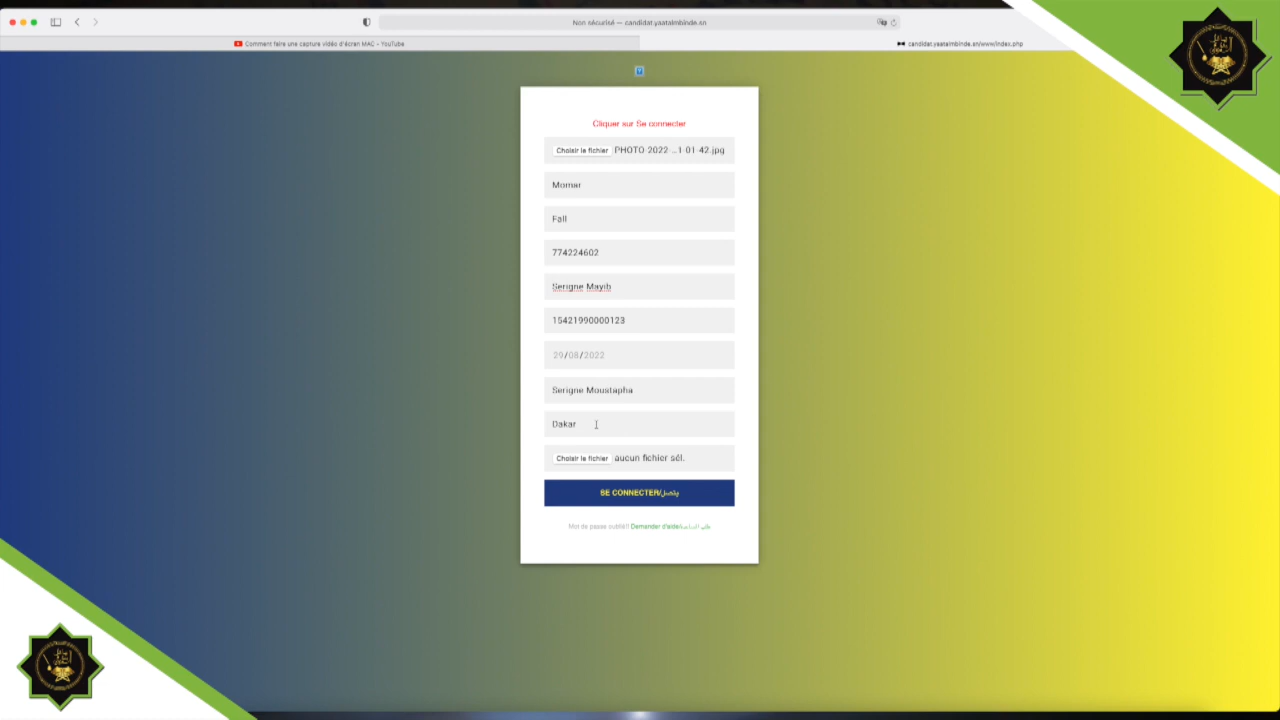 Non sécurisé — candidat.yaatalmbinde.sn
Comment faire une capture vidéo d'écran MAC - YouTube
candidat.yaatalmbinde.sn/www/index.php
Cliquer sur Se connecter
Choisir le fichier PHOTO-2022-...1-01-42.jpg
Momar
Fall
774224602
Serigne Mayib
15421990000123
29/08/2022
Serigne Moustapha
Dakar
Choisir le fichier aucun fichier sél.
SE CONNECTER/يتصل
Mot de passe oublié!! Demander d'aide/